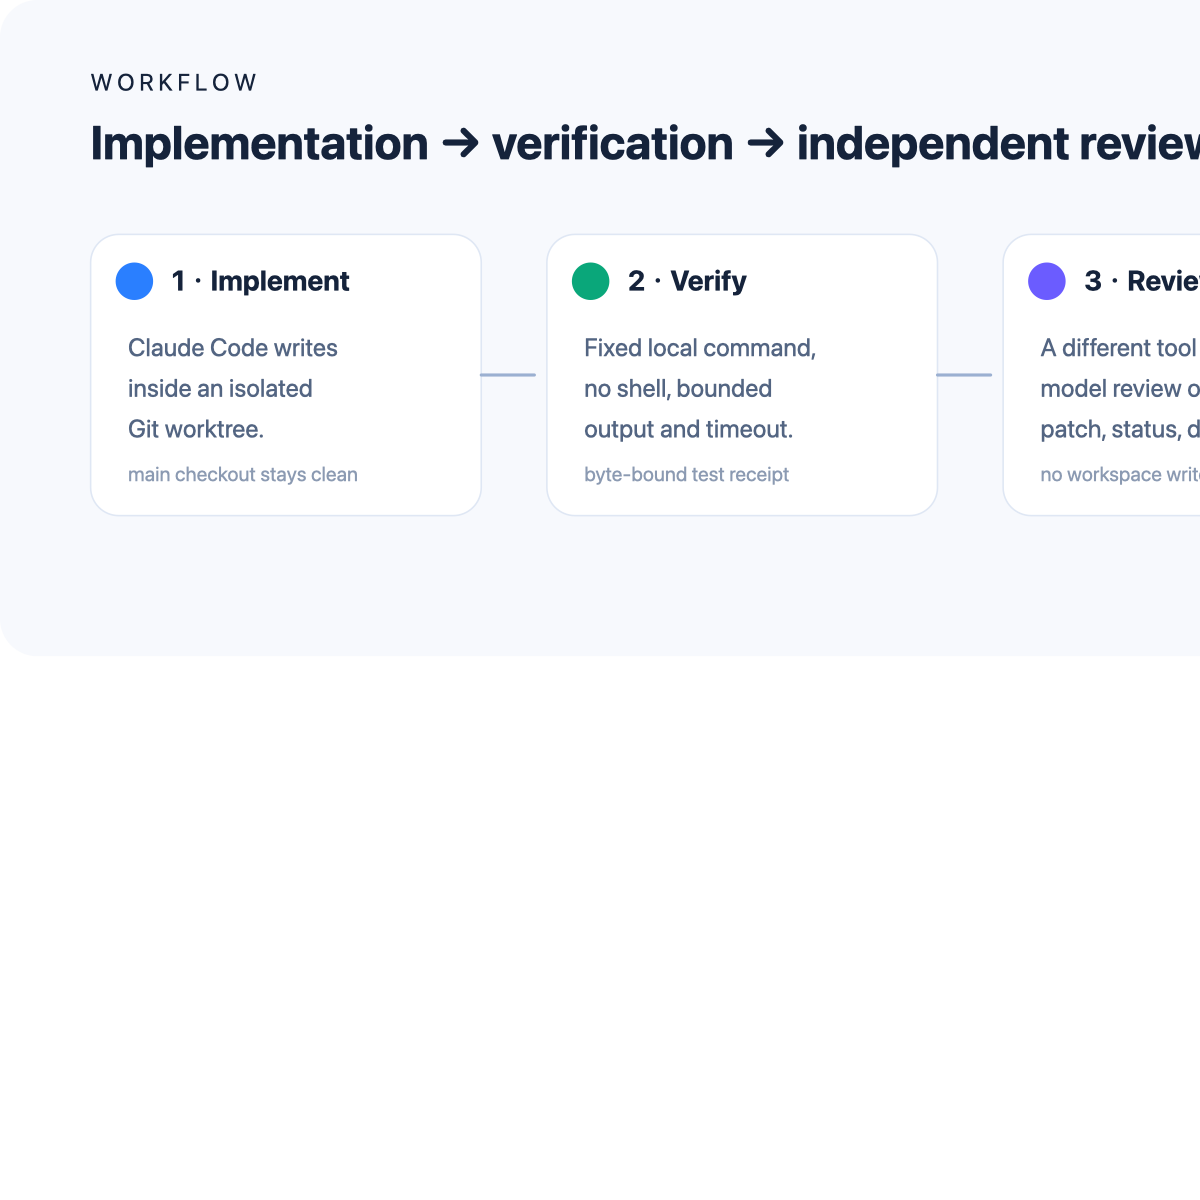 WORKFLOW
Implementation → verification → independent review
1 · Implement
Claude Code writes
inside an isolated
Git worktree.
main checkout stays clean
2 · Verify
Fixed local command,
no shell, bounded
output and timeout.
byte-bound test receipt
3 ·
A different tool
model review
patch, status,
no workspace